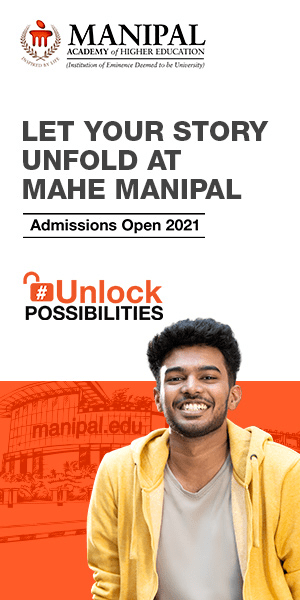 MANIPAL
ACADEMY of HIGHER EDUCATION
(Institution of Eminence Deemed to be University)
INSPIRED BY LIFE
LET YOUR STORY
UNFOLD AT
MAHE MANIPAL
Admissions Open 2021
#Unlock
POSSIBILITIES
manipal.edu